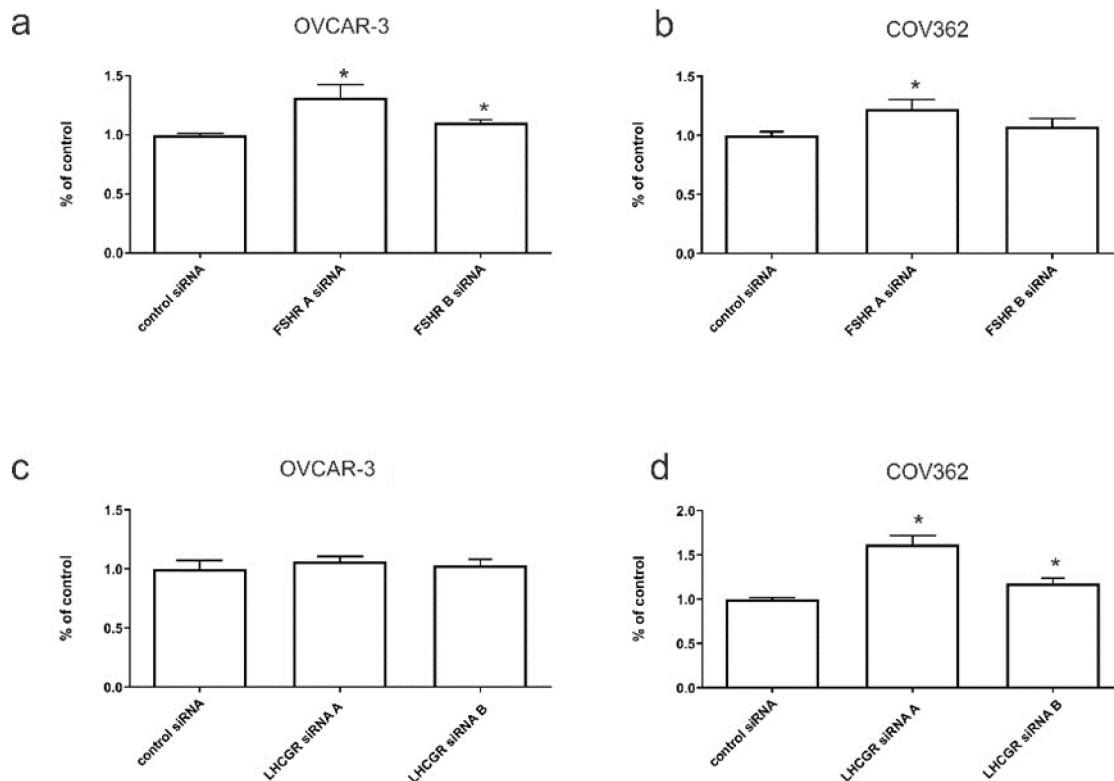 a
OVCAR-3
% of control
1.5
1.0
0.5
0.0
*
*
control siRNA
FSHR A siRNA
FSHR B siRNA
b
COV362
% of control
1.5
1.0
0.5
0.0
*
control siRNA
FSHR A siRNA
FSHR B siRNA
c
OVCAR-3
% of control
1.5
1.0
0.5
0.0
control siRNA
LHCGR siRNA A
LHCGR siRNA B
d
COV362
% of control
2.0
1.5
1.0
0.5
0.0
*
*
control siRNA
LHCGR siRNA A
LHCGR siRNA B